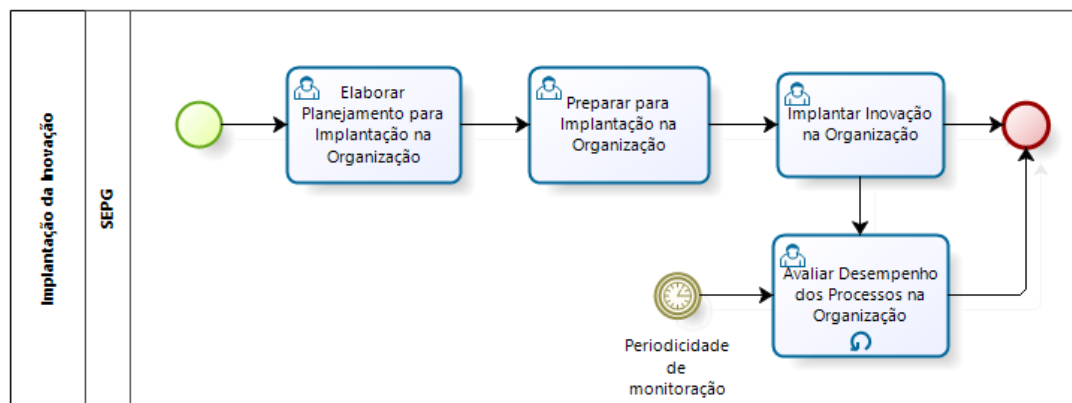 Implantação da Inovação
SEPG
Elaborar
Planejamento para
Implantação na
Organização
Preparar para
Implantação na
Organização
Implantar Inovação
na Organização
Avaliar Desempenho
dos Processos na
Organização
Periodicidade
de
monitoração